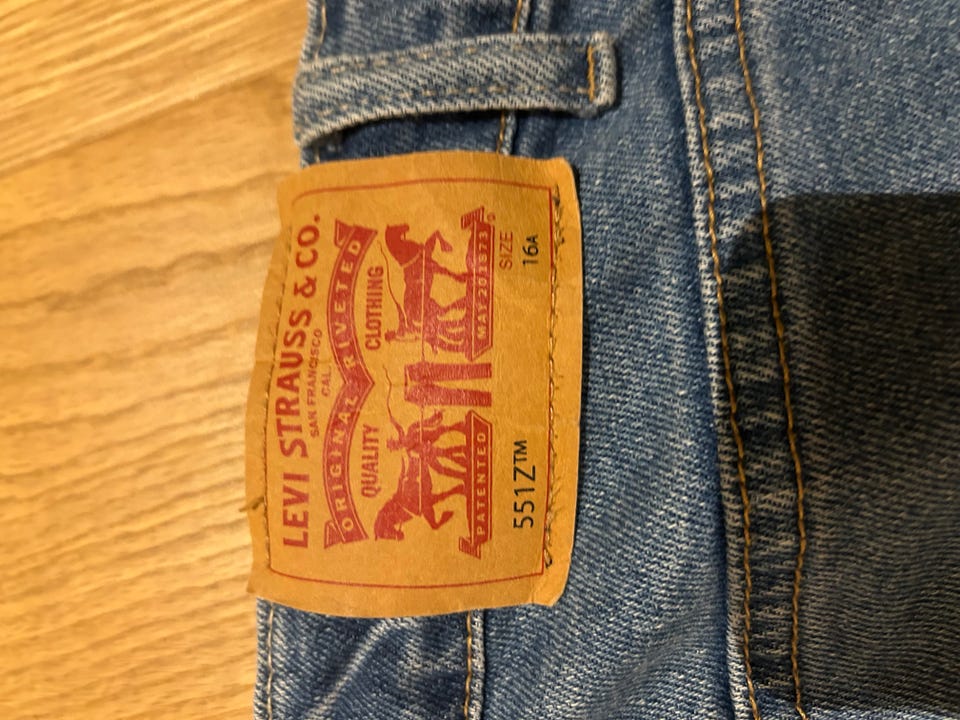 LEVI STRAUSS & CO.
SAN FRANCISCO
CAL.
ORIGINAL RIVETED
QUALITY CLOTHING
PATENTED MAY 20 1873
SIZE
551Z™ 16A